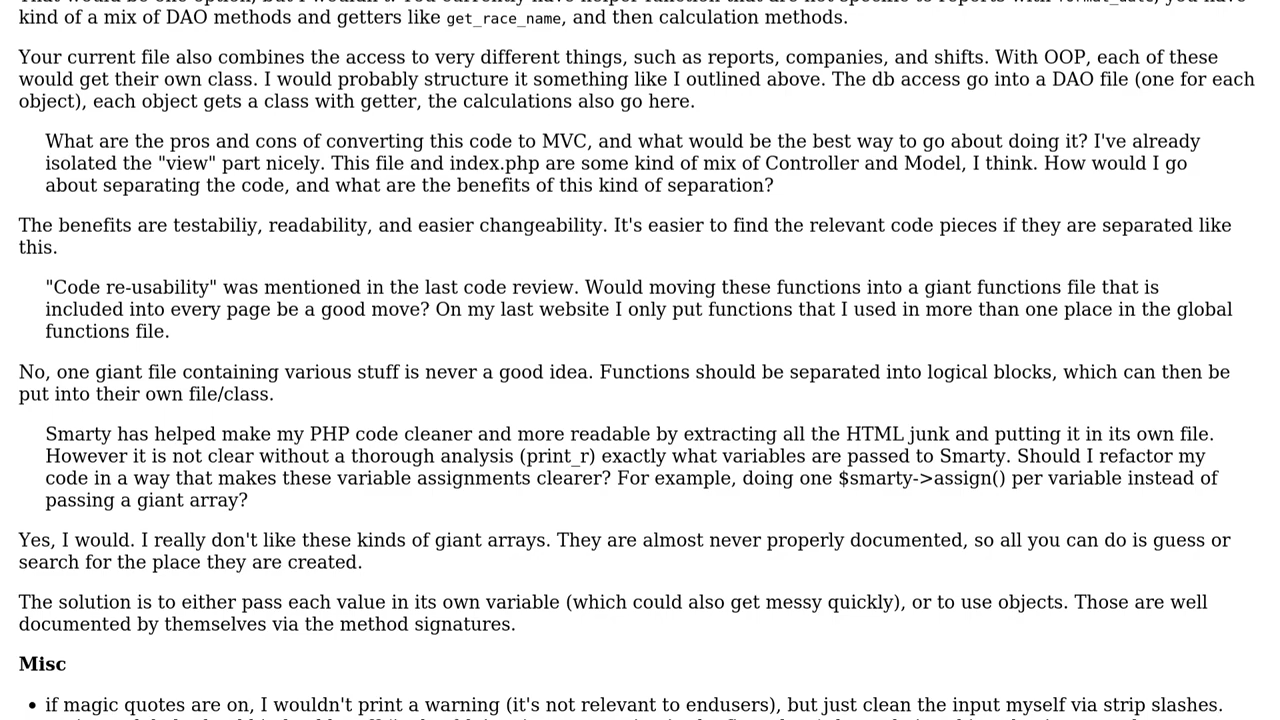 kind of a mix of DAO methods and getters like get_race_name, and then calculation methods.
Your current file also combines the access to very different things, such as reports, companies, and shifts. With OOP, each of these
would get their own class. I would probably structure it something like I outlined above. The db access go into a DAO file (one for each
object), each object gets a class with getter, the calculations also go here.
What are the pros and cons of converting this code to MVC, and what would be the best way to go about doing it? I've already
isolated the "view" part nicely. This file and index.php are some kind of mix of Controller and Model, I think. How would I go
about separating the code, and what are the benefits of this kind of separation?
The benefits are testabiliy, readability, and easier changeability. It's easier to find the relevant code pieces if they are separated like
this.
"Code re-usability" was mentioned in the last code review. Would moving these functions into a giant functions file that is
included into every page be a good move? On my last website I only put functions that I used in more than one place in the global
functions file.
No, one giant file containing various stuff is never a good idea. Functions should be separated into logical blocks, which can then be
put into their own file/class.
Smarty has helped make my PHP code cleaner and more readable by extracting all the HTML junk and putting it in its own file.
However it is not clear without a thorough analysis (print_r) exactly what variables are passed to Smarty. Should I refactor my
code in a way that makes these variable assignments clearer? For example, doing one $smarty->assign() per variable instead of
passing a giant array?
Yes, I would. I really don't like these kinds of giant arrays. They are almost never properly documented, so all you can do is guess or
search for the place they are created.
The solution is to either pass each value in its own variable (which could also get messy quickly), or to use objects. Those are well
documented by themselves via the method signatures.
Misc
• if magic quotes are on, I wouldn't print a warning (it's not relevant to endusers), but just clean the input myself via strip slashes.